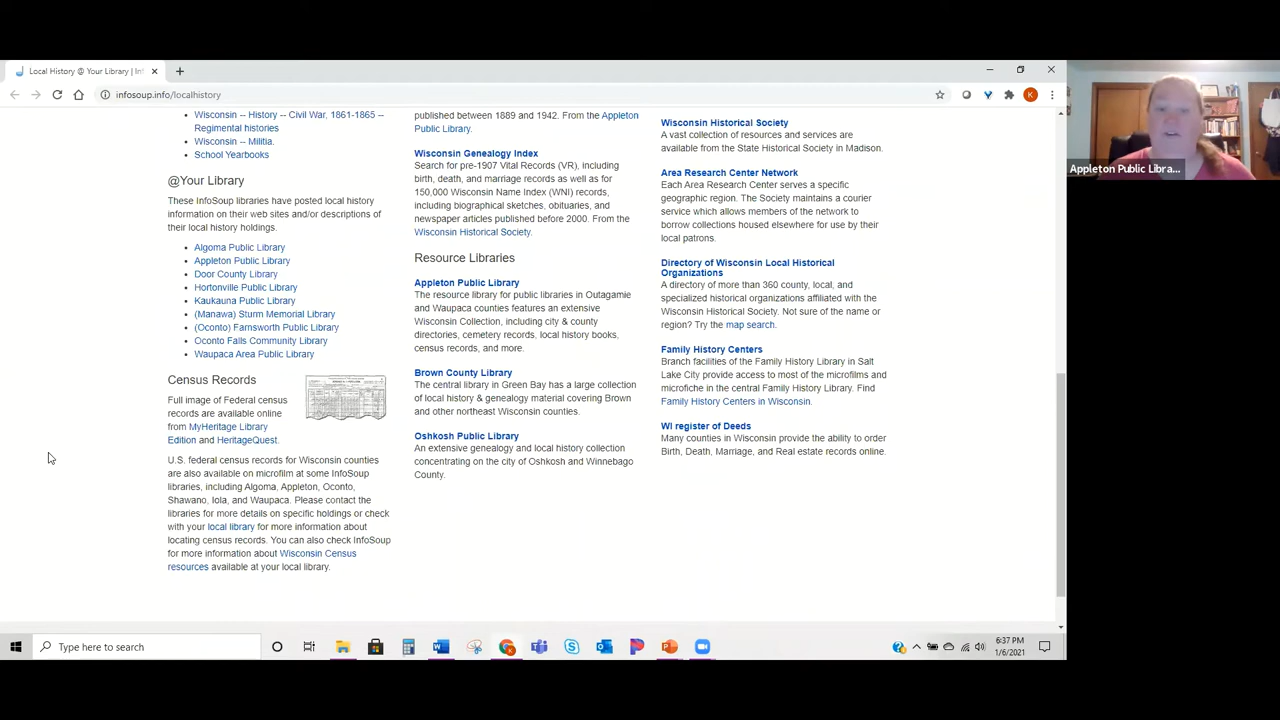 Local History @ Your Library | Inf
infosoup.info/localhistory
K
Appleton Public Libra...
Wisconsin -- History -- Civil War, 1861-1865 --
Regimental histories
Wisconsin -- Militia.
School Yearbooks
@Your Library
These InfoSoup libraries have posted local history
information on their web sites and/or descriptions of
their local history holdings.
Algoma Public Library
Appleton Public Library
Door County Library
Hortonville Public Library
Kaukauna Public Library
(Manawa) Sturm Memorial Library
(Oconto) Farnsworth Public Library
Oconto Falls Community Library
Waupaca Area Public Library
Census Records
Full image of Federal census
records are available online
from MyHeritage Library
Edition and HeritageQuest.
U.S. federal census records for Wisconsin counties
are also available on microfilm at some InfoSoup
libraries, including Algoma, Appleton, Oconto,
Shawano, Iola, and Waupaca. Please contact the
libraries for more details on specific holdings or check
with your local library for more information about
locating census records. You can also check InfoSoup
for more information about Wisconsin Census
resources available at your local library.
published between 1889 and 1942. From the Appleton
Public Library.
Wisconsin Genealogy Index
Search for pre-1907 Vital Records (VR), including
birth, death, and marriage records as well as for
150,000 Wisconsin Name Index (WNI) records,
including biographical sketches, obituaries, and
newspaper articles published before 2000. From the
Wisconsin Historical Society.
Resource Libraries
Appleton Public Library
The resource library for public libraries in Outagamie
and Waupaca counties features an extensive
Wisconsin Collection, including city & county
directories, cemetery records, local history books,
census records, and more.
Brown County Library
The central library in Green Bay has a large collection
of local history & genealogy material covering Brown
and other northeast Wisconsin counties.
Oshkosh Public Library
An extensive genealogy and local history collection
concentrating on the city of Oshkosh and Winnebago
County.
Wisconsin Historical Society
A vast collection of resources and services are
available from the State Historical Society in Madison.
Area Research Center Network
Each Area Research Center serves a specific
geographic region. The Society maintains a courier
service which allows members of the network to
borrow collections housed elsewhere for use by their
local patrons.
Directory of Wisconsin Local Historical
Organizations
A directory of more than 360 county, local, and
specialized historical organizations affiliated with the
Wisconsin Historical Society. Not sure of the name or
region? Try the map search.
Family History Centers
Branch facilities of the Family History Library in Salt
Lake City provide access to most of the microfilms and
microfiche in the central Family History Library. Find
Family History Centers in Wisconsin.
WI register of Deeds
Many counties in Wisconsin provide the ability to order
Birth, Death, Marriage, and Real estate records online.
Type here to search
6:37 PM
1/6/2021